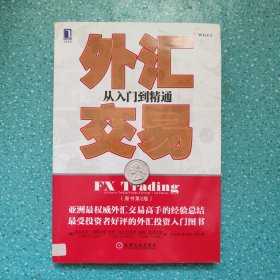 WILEY
外汇
从入门到精通
交易
(原书第2版)
FX Trading
亚洲最权威外汇交易高手的经验总结
最受投资者好评的外汇投资入门图书
机械工业出版社